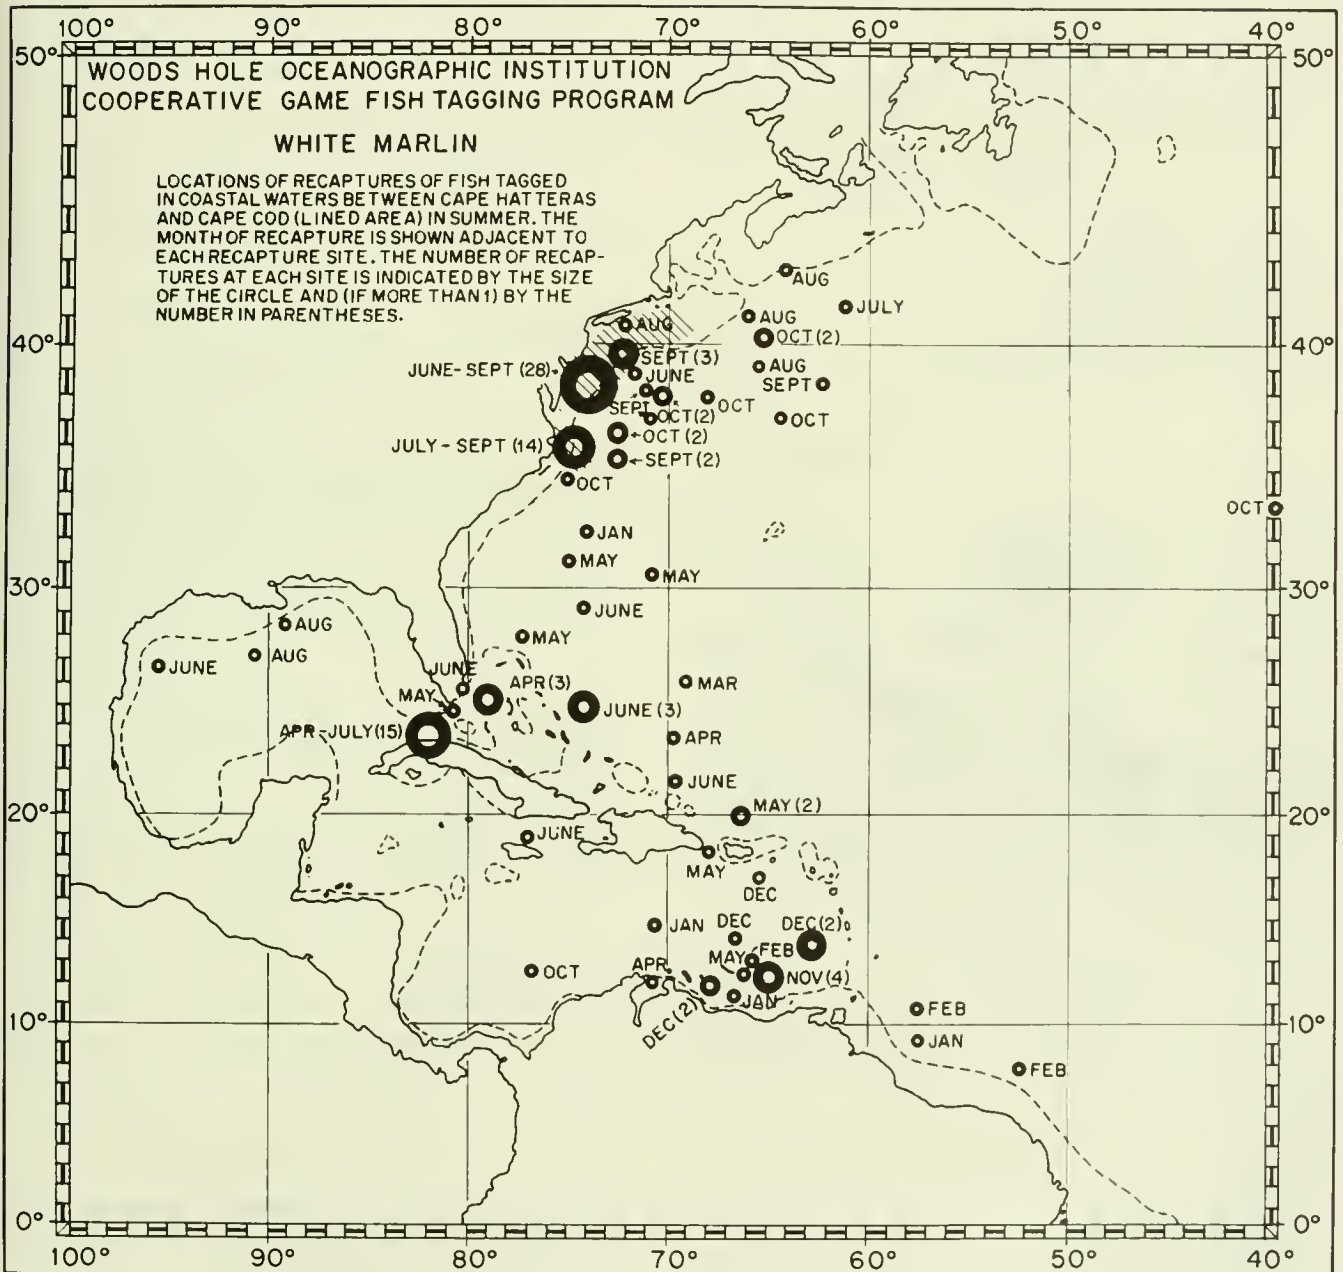 100° 90° 80° 70° 60° 50° 40°
50° 50°
WOODS HOLE OCEANOGRAPHIC INSTITUTION
COOPERATIVE GAME FISH TAGGING PROGRAM
WHITE MARLIN
LOCATIONS OF RECAPTURES OF FISH TAGGED
IN COASTAL WATERS BETWEEN CAPE HATTERAS
AND CAPE COD (LINED AREA) IN SUMMER. THE
MONTH OF RECAPTURE IS SHOWN ADJACENT TO
EACH RECAPTURE SITE. THE NUMBER OF RECAP-
TURES AT EACH SITE IS INDICATED BY THE SIZE
OF THE CIRCLE AND (IF MORE THAN 1) BY THE
NUMBER IN PARENTHESES.
AUG
JULY
AUG AUG
OCT (2)
40° 40°
SEPT (3)
JUNE-SEPT (28) JUNE AUG
SEPT
SEPT OCT
OCT (2) OCT
OCT (2)
JULY - SEPT (14)
SEPT (2)
OCT
OCT
JAN
MAY
MAY
30° 30°
JUNE
AUG
MAY
JUNE AUG
JUNE
APR (3) MAR
MAY
JUNE (3)
APR-JULY (15) APR
JUNE
MAY (2)
20° 20°
JUNE
MAY
DEC
JAN DEC DEC (2)
MAY FEB
APR
OCT NOV (4)
JAN
DEC (2)
FEB
10° 10°
JAN
FEB
0° 0°
100° 90° 80° 70° 60° 50° 40°